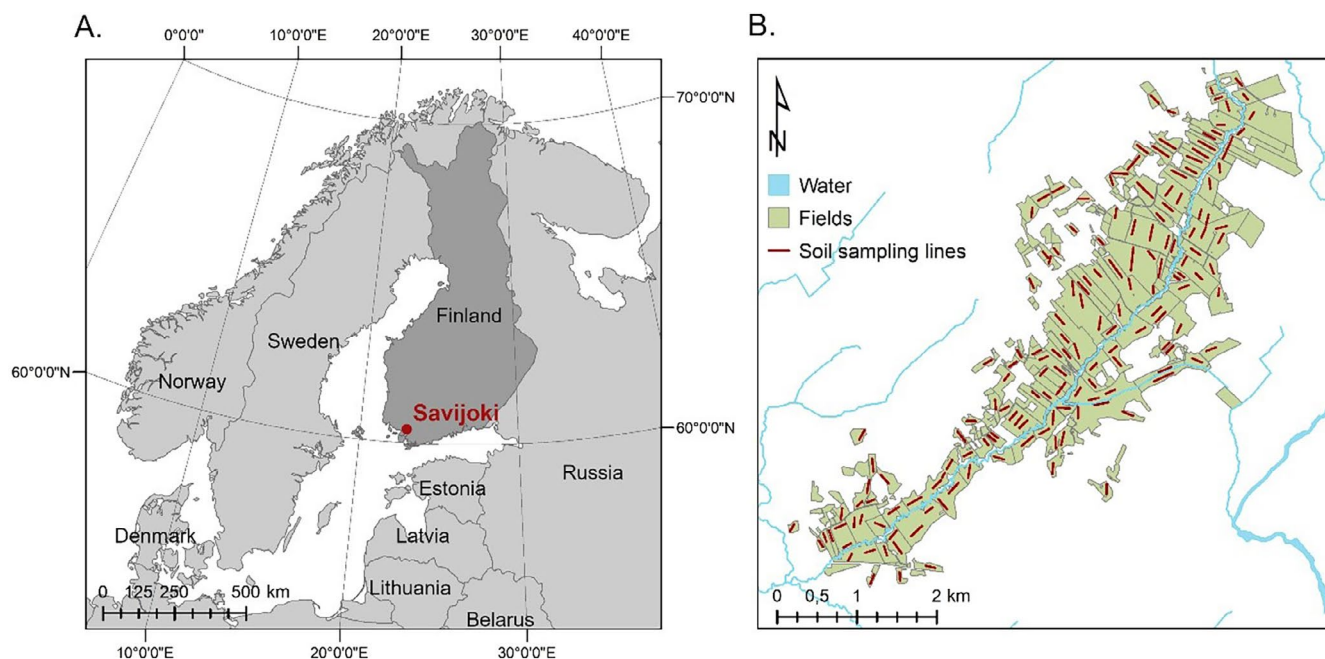 A.
0°0'0" 10°0'0"E 20°0'0"E 30°0'0"E 40°0'0"E
70°0'0"N
60°0'0"N
60°0'0"N
Finland
Sweden
Norway
Savijoki
Russia
Estonia
Denmark
Latvia
Lithuania
Belarus
0 125 250 500 km
10°0'0"E 20°0'0"E 30°0'0"E
B.
N
Water
Fields
Soil sampling lines
0 0,5 1 2 km